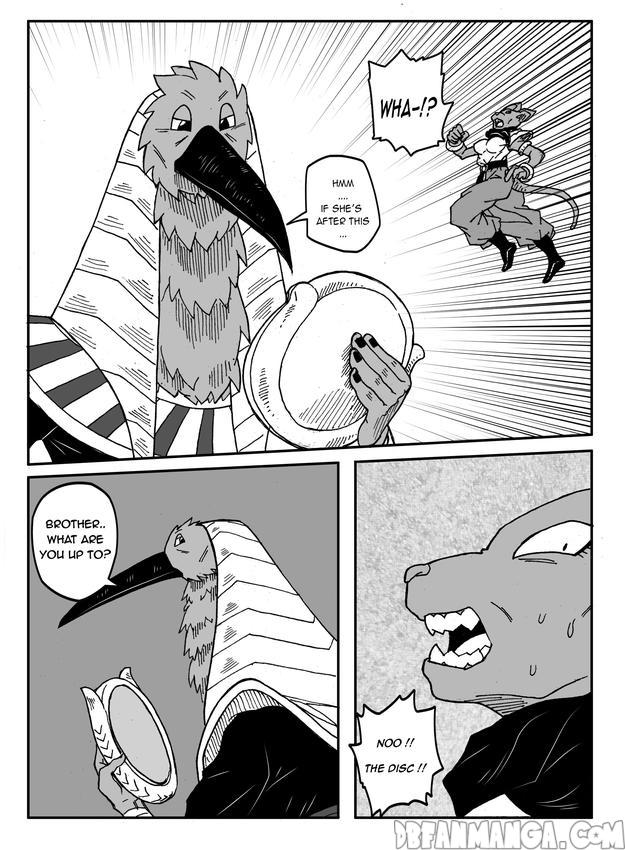 WHA-!?
HMM
....
IF SHE'S
AFTER THIS
...
BROTHER..
WHAT ARE
YOU UP TO?
NOO !!
THE DISC !!
DBFANMANGA.COM